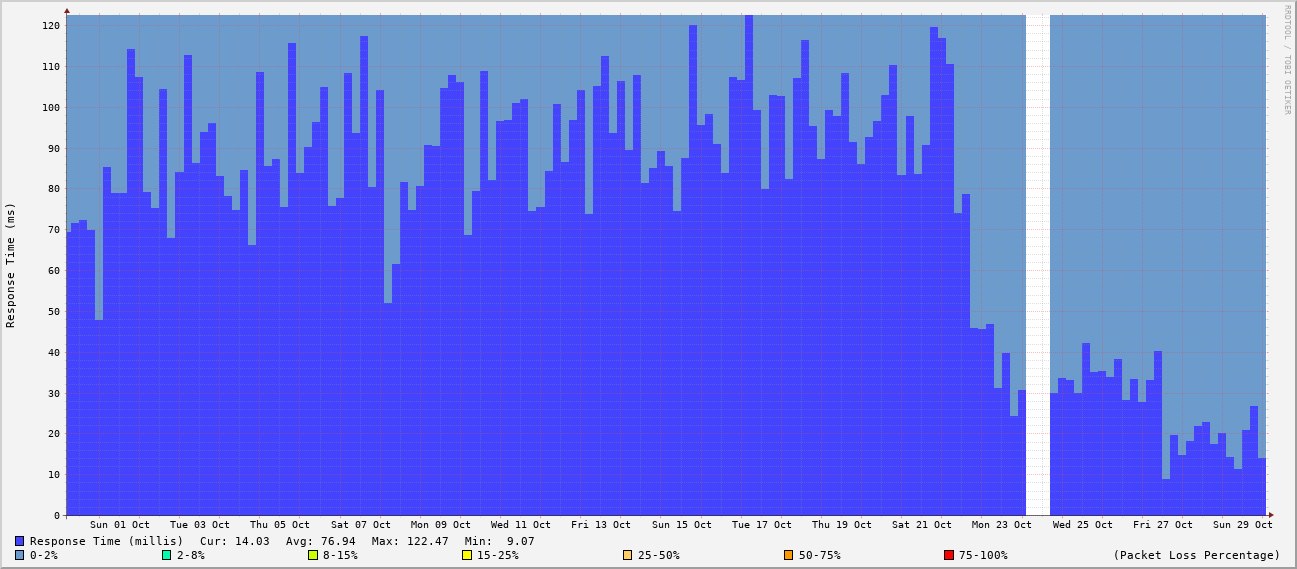 RRDTOOL / TOBI OETIKER
Response Time (ms)
120
110
100
90
80
70
60
50
40
30
20
10
0
Sun 01 Oct Tue 03 Oct Thu 05 Oct Sat 07 Oct Mon 09 Oct Wed 11 Oct Fri 13 Oct Sun 15 Oct Tue 17 Oct Thu 19 Oct Sat 21 Oct Mon 23 Oct Wed 25 Oct Fri 27 Oct Sun 29 Oct
Response Time (millis) Cur: 14.03 Avg: 76.94 Max: 122.47 Min: 9.07
0-2% 2-8% 8-15% 15-25% 25-50% 50-75% 75-100% (Packet Loss Percentage)